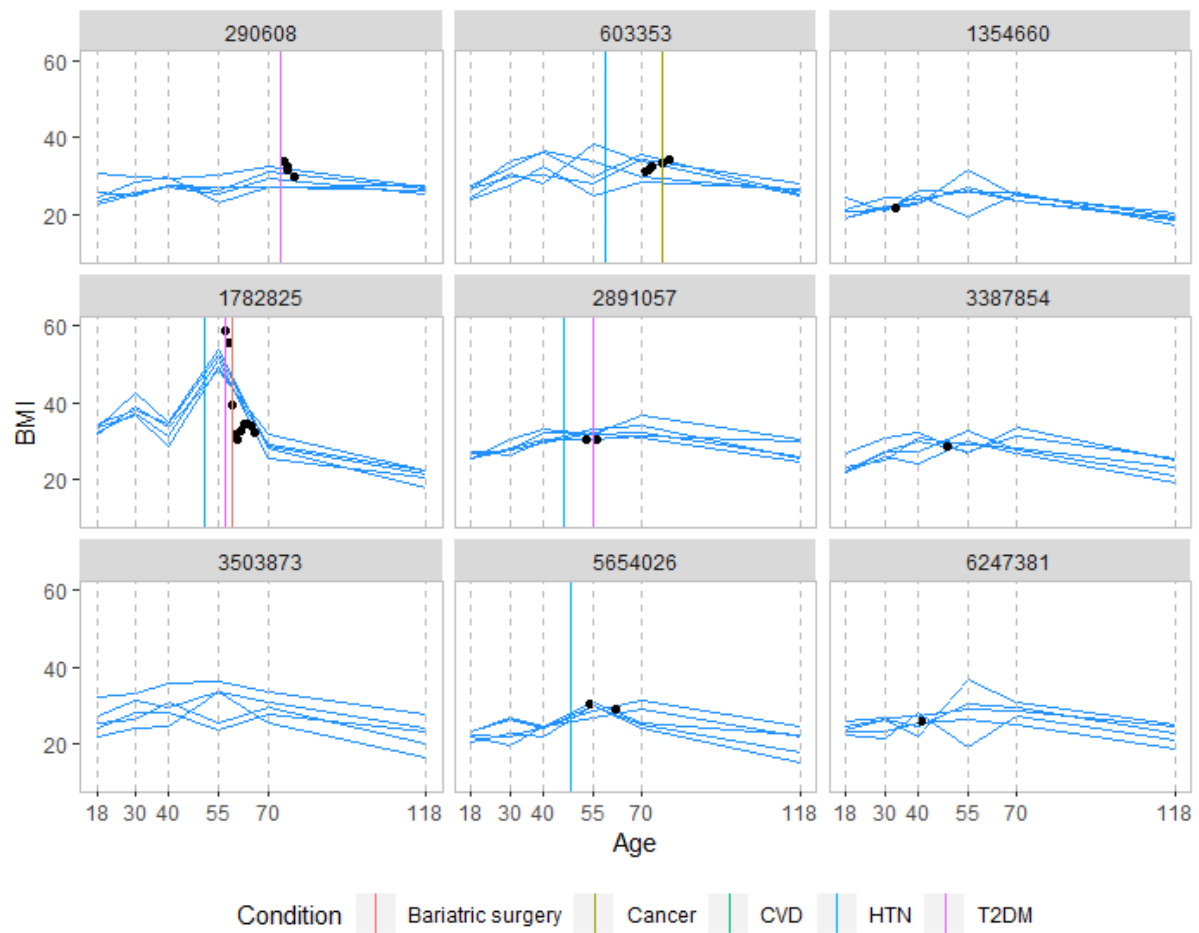 290608 603353 1354660
60
40
20
1782825 2891057 3387854
60
40
20
BMI
3503873 5654026 6247381
60
40
20
18 30 40 55 70 118 18 30 40 55 70 118 18 30 40 55 70 118
Age
Condition Bariatric surgery Cancer CVD HTN T2DM